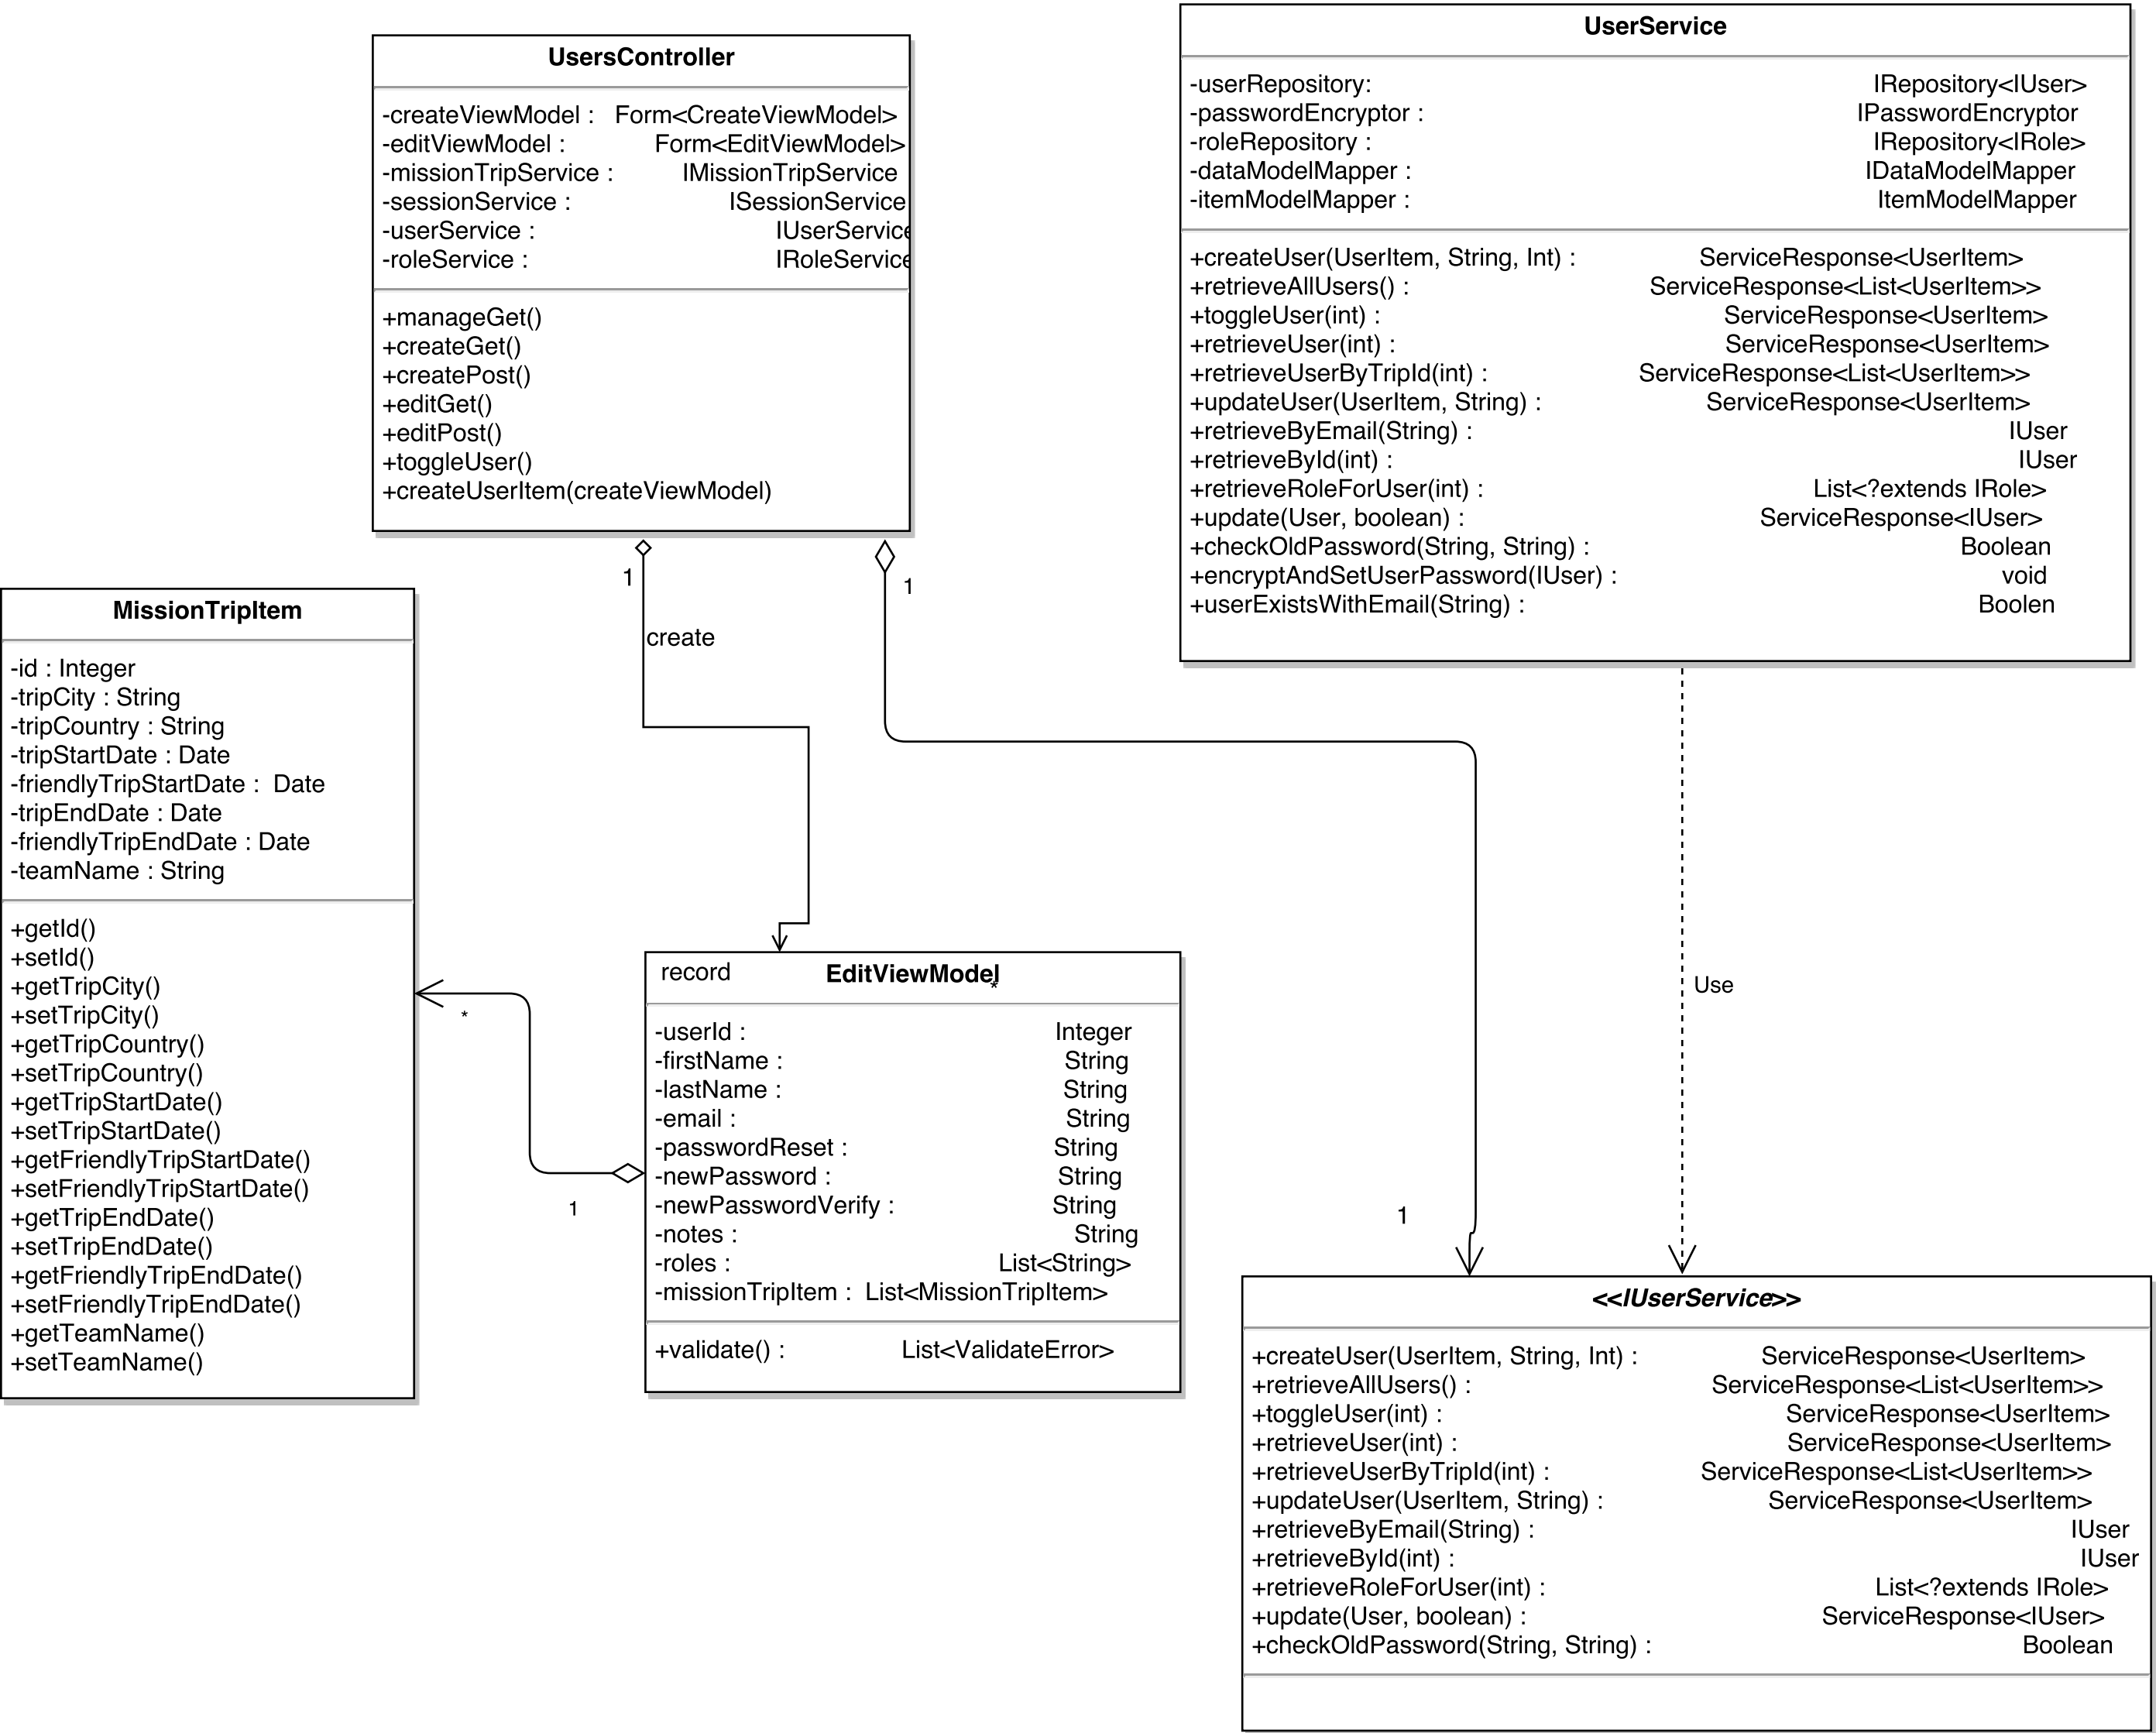 UsersController
-createViewModel : Form<CreateViewModel>
-editViewModel : Form<EditViewModel>
-missionTripService : IMissionTripService
-sessionService : ISessionService
-userService : IUserService
-roleService : IRoleService
+manageGet()
+createGet()
+createPost()
+editGet()
+editPost()
+toggleUser()
+createUserItem(createViewModel)
UserService
-userRepository: IRepository<IUser>
-passwordEncryptor : IPasswordEncryptor
-roleRepository : IRepository<IRole>
-dataModelMapper : IDataModelMapper
-itemModelMapper : ItemModelMapper
+createUser(UserItem, String, Int) : ServiceResponse<UserItem>
+retrieveAllUsers() : ServiceResponse<List<UserItem>>
+toggleUser(int) : ServiceResponse<UserItem>
+retrieveUser(int) : ServiceResponse<UserItem>
+retrieveUserByTripId(int) : ServiceResponse<List<UserItem>>
+updateUser(UserItem, String) : ServiceResponse<UserItem>
+retrieveByEmail(String) : IUser
+retrieveById(int) : IUser
+retrieveRoleForUser(int) : List<?extends IRole>
+update(User, boolean) : ServiceResponse<IUser>
+checkOldPassword(String, String) : Boolean
+encryptAndSetUserPassword(IUser) : void
+userExistsWithEmail(String) : Boolen
1
1
create
MissionTripItem
-id : Integer
-tripCity : String
-tripCountry : String
-tripStartDate : Date
-friendlyTripStartDate : Date
-tripEndDate : Date
-friendlyTripEndDate : Date
-teamName : String
+getId()
+setId()
+getTripCity()
+setTripCity()
+getTripCountry()
+setTripCountry()
+getTripStartDate()
+setTripStartDate()
+getFriendlyTripStartDate()
+setFriendlyTripStartDate()
+getTripEndDate()
+setTripEndDate()
+getFriendlyTripEndDate()
+setFriendlyTripEndDate()
+getTeamName()
+setTeamName()
*
1
record EditViewModel
*
-userId : Integer
-firstName : String
-lastName : String
-email : String
-passwordReset : String
-newPassword : String
-newPasswordVerify : String
-notes : String
-roles : List<String>
-missionTripItem : List<MissionTripItem>
+validate() : List<ValidateError>
Use
1
<<IUserService>>
+createUser(UserItem, String, Int) : ServiceResponse<UserItem>
+retrieveAllUsers() : ServiceResponse<List<UserItem>>
+toggleUser(int) : ServiceResponse<UserItem>
+retrieveUser(int) : ServiceResponse<UserItem>
+retrieveUserByTripId(int) : ServiceResponse<List<UserItem>>
+updateUser(UserItem, String) : ServiceResponse<UserItem>
+retrieveByEmail(String) : IUser
+retrieveById(int) : IUser
+retrieveRoleForUser(int) : List<?extends IRole>
+update(User, boolean) : ServiceResponse<IUser>
+checkOldPassword(String, String) : Boolean